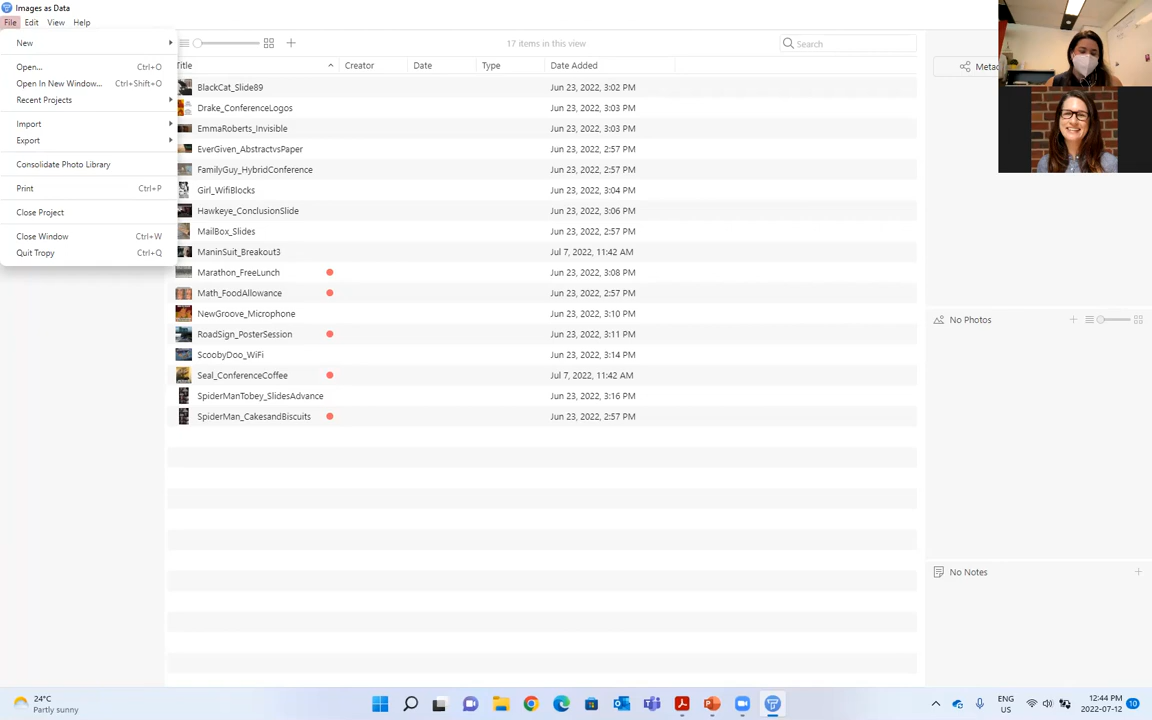 Images as Data
File Edit View Help
New
Open... Ctrl+O
Open In New Window... Ctrl+Shift+O
Recent Projects
Import
Export
Consolidate Photo Library
Print Ctrl+P
Close Project
Close Window Ctrl+W
Quit Tropy Ctrl+Q
17 items in this view
Search
Title Creator Date Type Date Added
BlackCat_Slide89 Jun 23, 2022, 3:02 PM
Drake_ConferenceLogos Jun 23, 2022, 3:03 PM
EmmaRoberts_Invisible Jun 23, 2022, 3:03 PM
EverGiven_AbstractvsPaper Jun 23, 2022, 2:57 PM
FamilyGuy_HybridConference Jun 23, 2022, 2:57 PM
Girl_WifiBlocks Jun 23, 2022, 3:04 PM
Hawkeye_ConclusionSlide Jun 23, 2022, 3:06 PM
MailBox_Slides Jun 23, 2022, 2:57 PM
ManinSuit_Breakout3 Jul 7, 2022, 11:42 AM
Marathon_FreeLunch Jun 23, 2022, 3:08 PM
Math_FoodAllowance Jun 23, 2022, 2:57 PM
NewGroove_Microphone Jun 23, 2022, 3:10 PM
RoadSign_PosterSession Jun 23, 2022, 3:11 PM
ScoobyDoo_WiFi Jun 23, 2022, 3:14 PM
Seal_ConferenceCoffee Jul 7, 2022, 11:42 AM
SpiderManTobey_SlidesAdvance Jun 23, 2022, 3:16 PM
SpiderMan_CakesandBiscuits Jun 23, 2022, 2:57 PM
Metad
No Photos
No Notes
24°C
Partly sunny
ENG
US
12:44 PM
2022-07-12
10